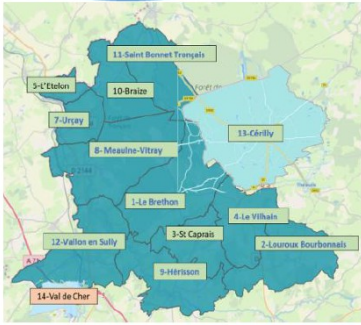 11-Saint Bonnet Tronçais
5-L'Etelon
10-Braize
7-Urçay
13-Cérilly
8- Meaulne-Vitray
1-Le Brethon
4-Le Vilhain
3-St Caprais
12-Vallon en Sully
2-Louroux Bourbonnais
9-Hérisson
14-Val de Cher